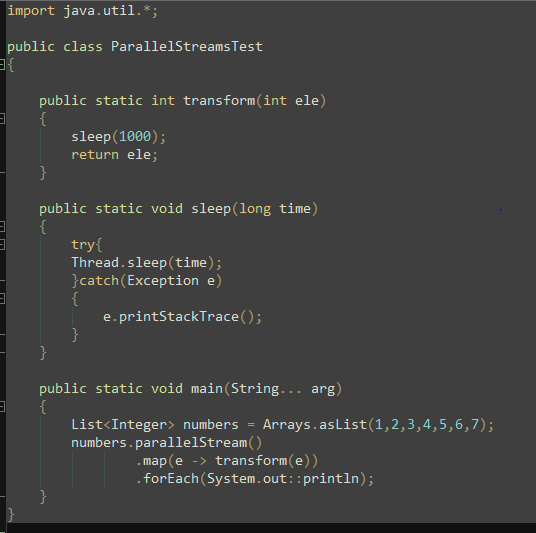 import java.util.*;
public class ParallelStreamsTest
{
public static int transform(int ele)
{
sleep(1000);
return ele;
}
public static void sleep(long time)
{
try{
Thread.sleep(time);
}catch(Exception e)
{
e.printStackTrace();
}
}
public static void main(String... arg)
{
List<Integer> numbers = Arrays.asList(1,2,3,4,5,6,7);
numbers.parallelStream()
.map(e -> transform(e))
.forEach(System.out::println);
}
}